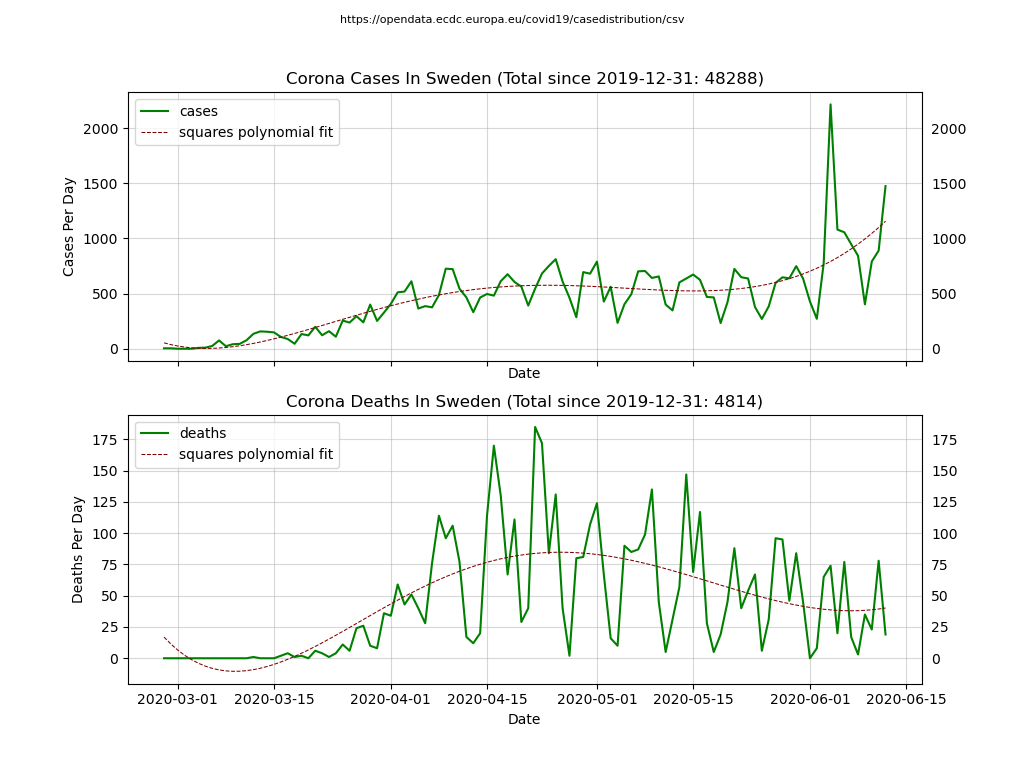 https://opendata.ecdc.europa.eu/covid19/casedistribution/csv
Corona Cases In Sweden (Total since 2019-12-31: 48288)
cases
squares polynomial fit
Cases Per Day
2000 2000
1500 1500
1000 1000
500 500
0 0
Date
Corona Deaths In Sweden (Total since 2019-12-31: 4814)
deaths
squares polynomial fit
Deaths Per Day
175 175
150 150
125 125
100 100
75 75
50 50
25 25
0 0
2020-03-01 2020-03-15 2020-04-01 2020-04-15 2020-05-01 2020-05-15 2020-06-01 2020-06-15
Date